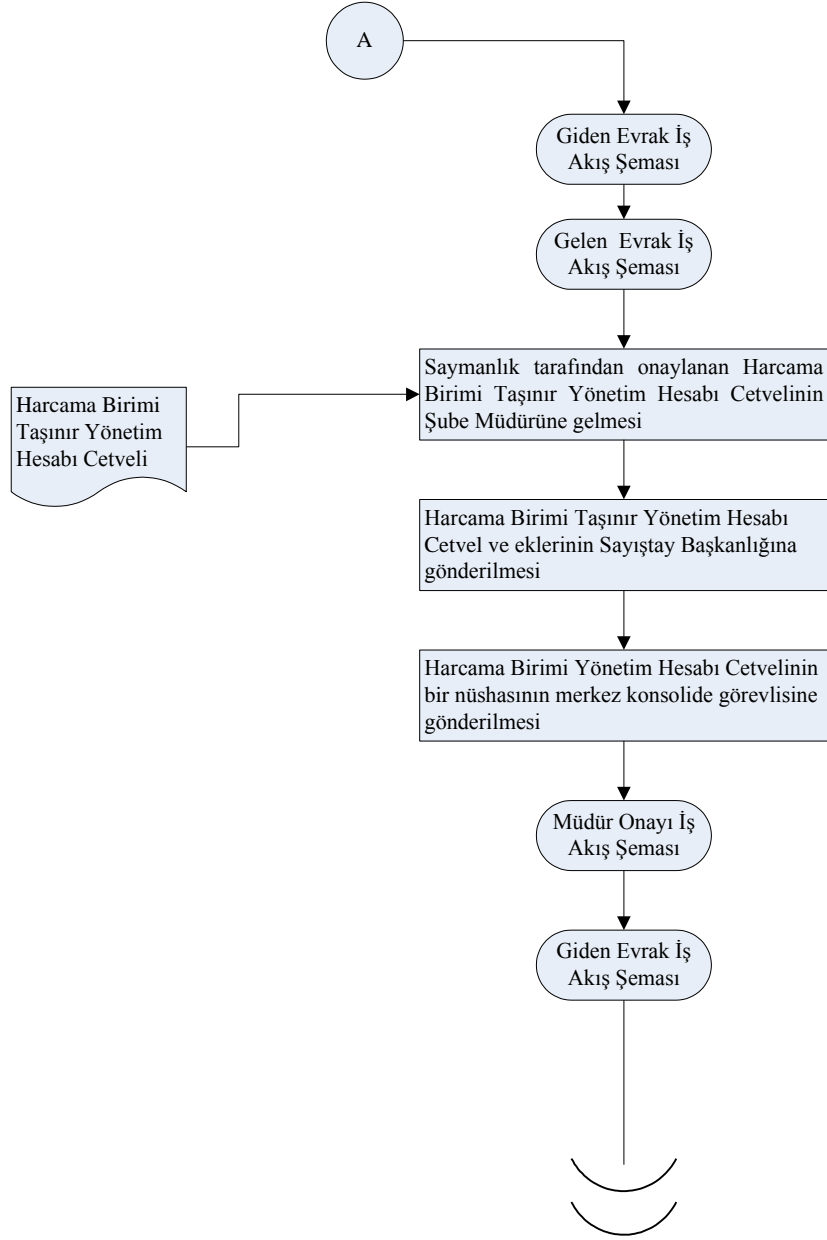 A
Giden Evrak İş
Akış Şeması
Gelen  Evrak İş
Akış Şeması
Saymanlık tarafından onaylanan Harcama
Birimi Taşınır Yönetim Hesabı Cetvelinin
Şube Müdürüne gelmesi
Harcama Birimi
Taşınır Yönetim
Hesabı Cetveli
Harcama Birimi Taşınır Yönetim Hesabı
Cetvel ve eklerinin Sayıştay Başkanlığına
gönderilmesi
Harcama Birimi Yönetim Hesabı Cetvelinin
bir nüshasının merkez konsolide görevlisine
gönderilmesi
Müdür Onayı İş
Akış Şeması
Giden Evrak İş
Akış Şeması